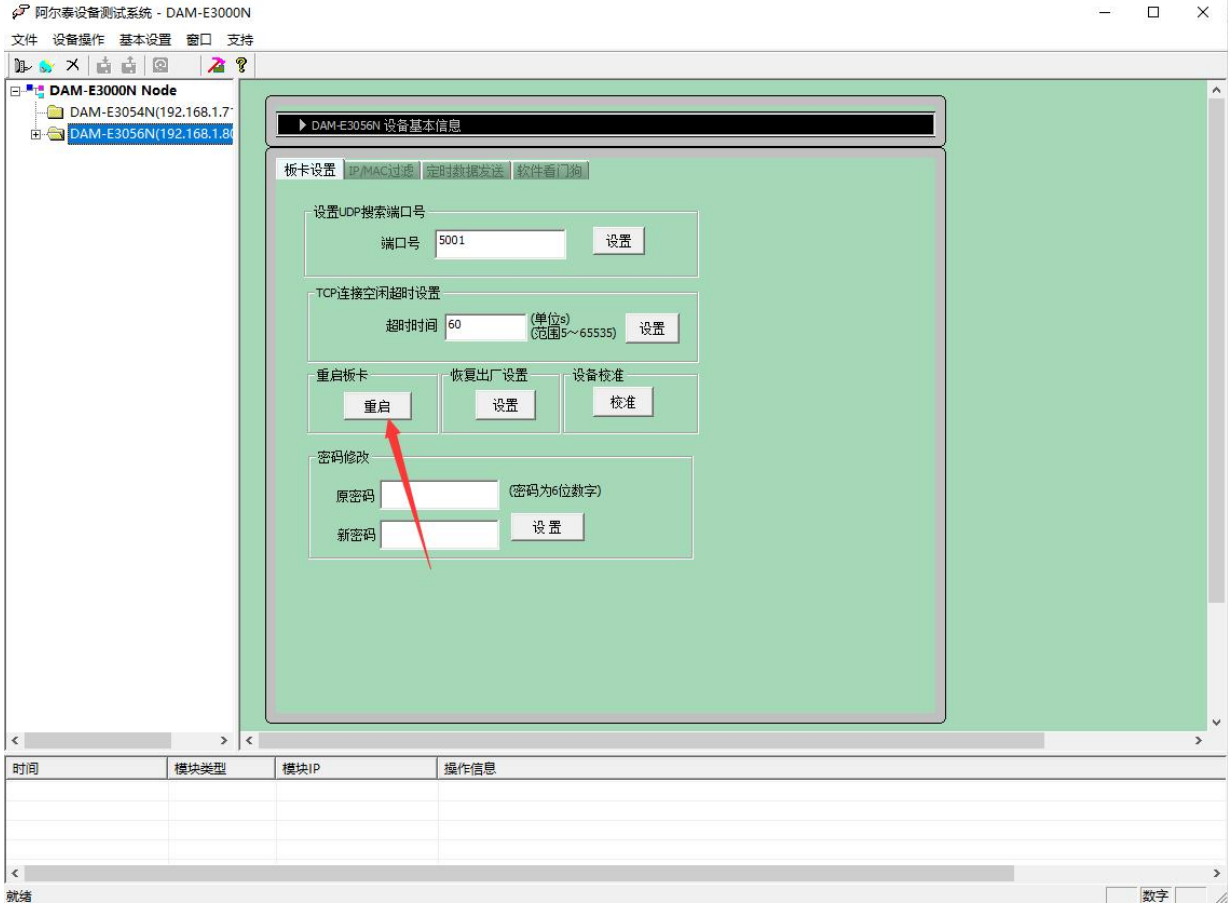 阿尔泰设备测试系统 - DAM-E3000N
文件 设备操作 基本设置 窗口 支持
DAM-E3000N Node
DAM-E3054N(192.168.1.7
DAM-E3056N(192.168.1.80
DAM-E3056N 设备基本信息
板卡设置 IP/MAC过滤 定时数据发送 软件看门狗
设置UDP搜索端口号
端口号 5001 设置
TCP连接空闲超时设置
超时时间 60 (单位s)
(范围5～65535) 设置
重启板卡 恢复出厂设置 设备校准
重启 设置 校准
密码修改
原密码 (密码为6位数字)
新密码 设 置
时间 模块类型 模块IP 操作信息
就绪 数字